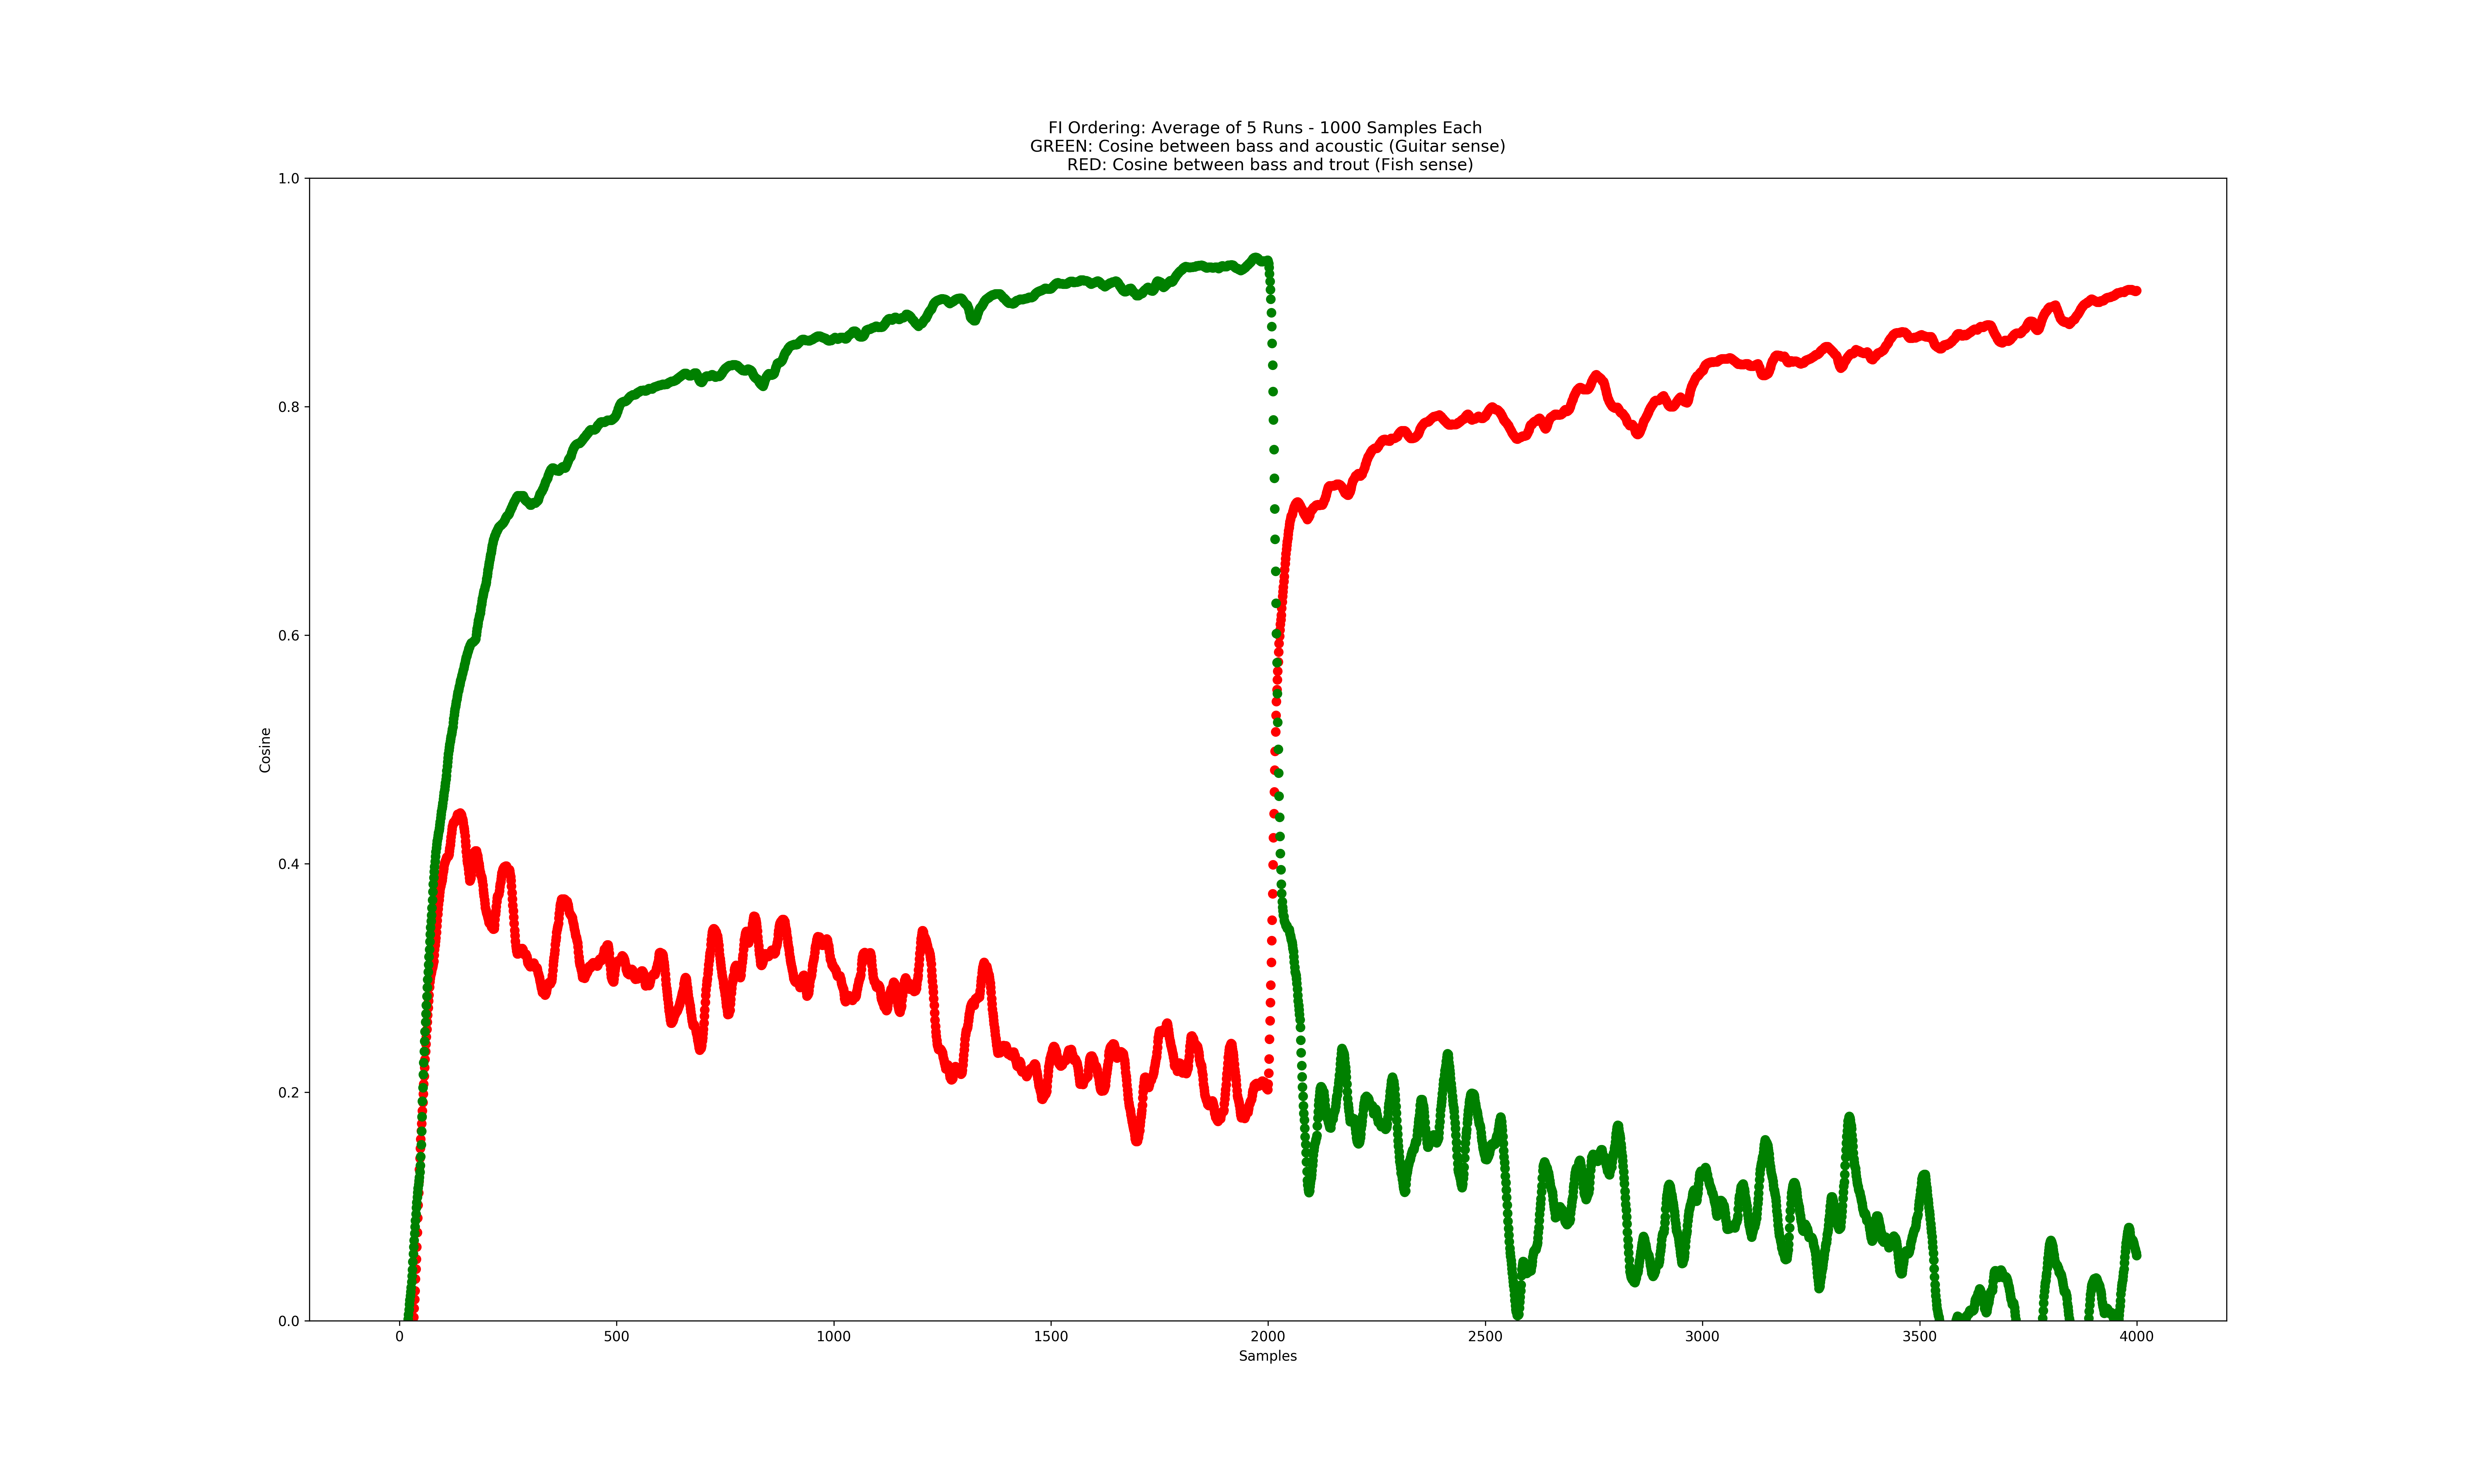 FI Ordering: Average of 5 Runs - 1000 Samples Each
GREEN: Cosine between bass and acoustic (Guitar sense)
RED: Cosine between bass and trout (Fish sense)
1.0
0.8
0.6
0.4
0.2
0.0
Cosine
0 500 1000 1500 2000 2500 3000 3500 4000
Samples